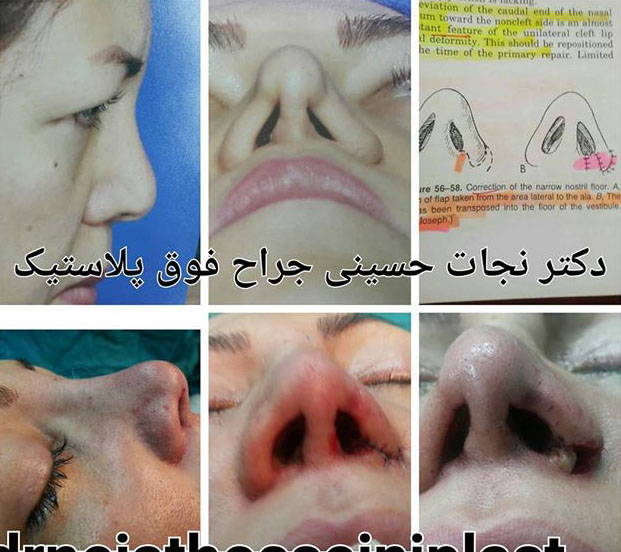 eviation of the caudal end of the nasal
um toward the noncleft side is an almost
tant feature of the unilateral cleft lip
l deformity. This should be repositioned
he time of the primary repair. Limited
B
ure 56–58. Correction of the narrow nostril floor. A,
of flap taken from the area lateral to the ala. B, The
as been transposed into the floor of the vestibule.
Joseph.)
دکتر نجات حسینی جراح فوق پلاستیک
drnejathosseiniplast